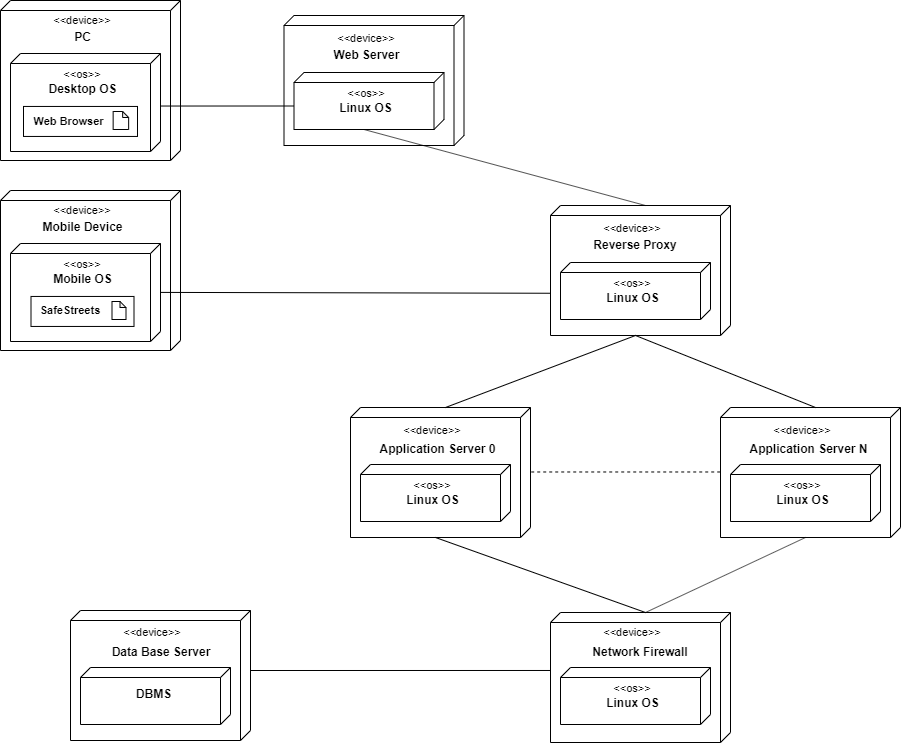 <<device>>
PC
<<os>>
Desktop OS
Web Browser
<<device>>
Web Server
<<os>>
Linux OS
<<device>>
Mobile Device
<<os>>
Mobile OS
SafeStreets
<<device>>
Reverse Proxy
<<os>>
Linux OS
<<device>>
Application Server 0
<<os>>
Linux OS
<<device>>
Application Server N
<<os>>
Linux OS
<<device>>
Data Base Server
DBMS
<<device>>
Network Firewall
<<os>>
Linux OS